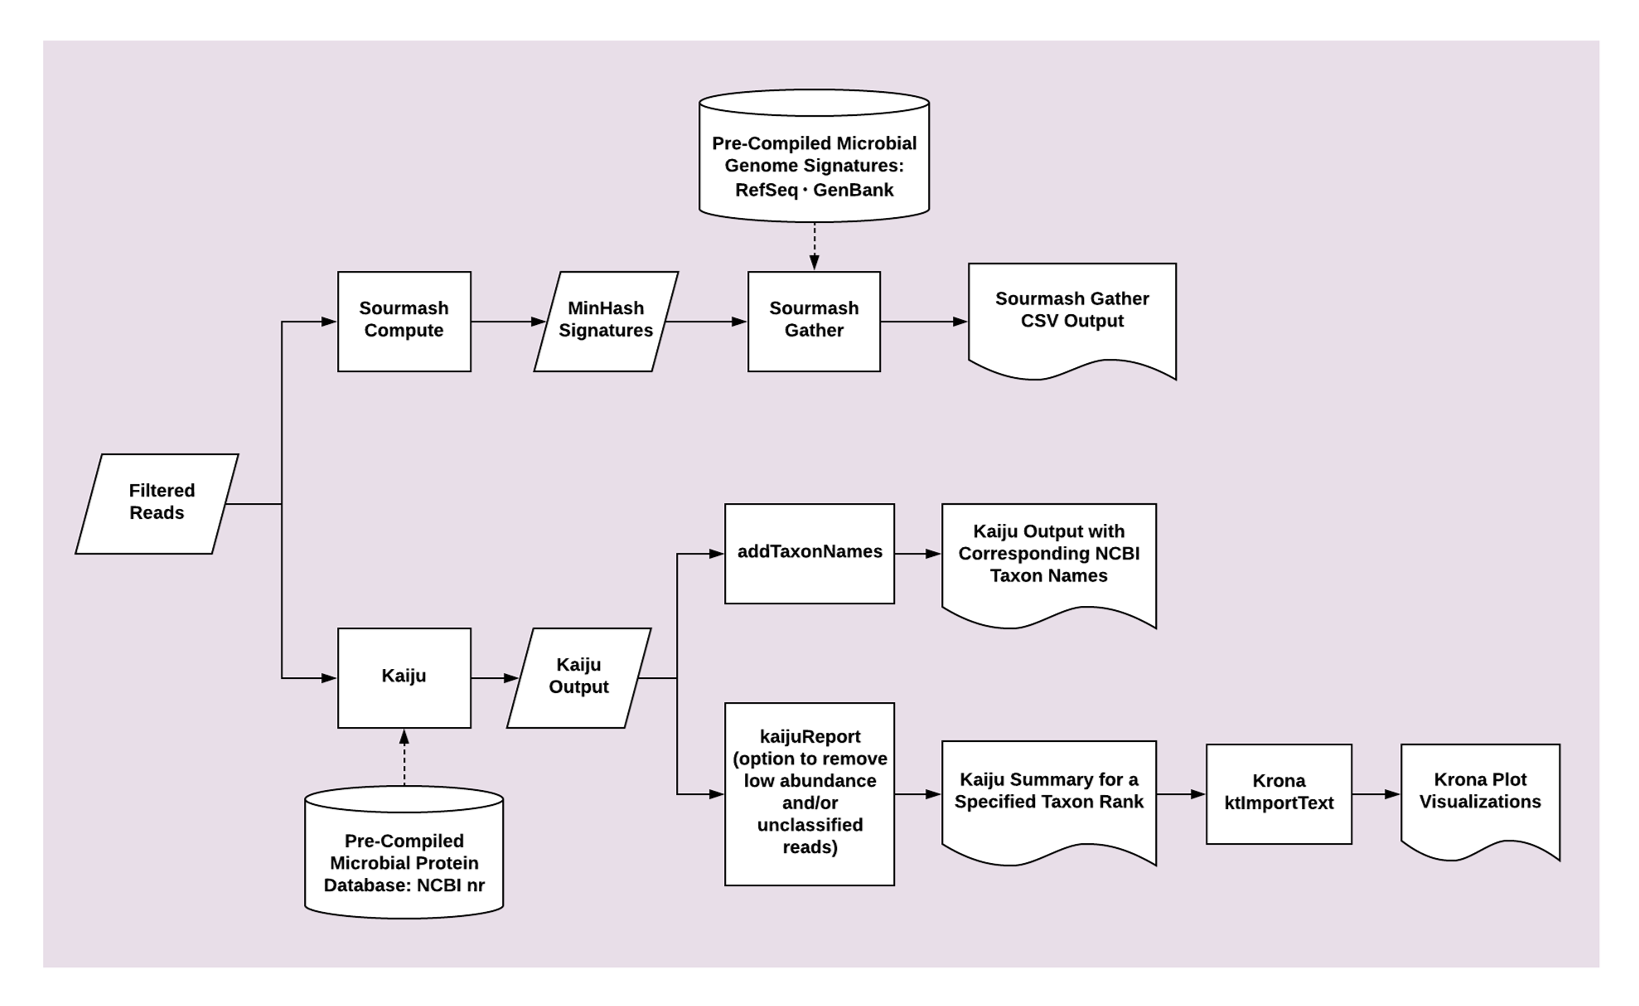 Pre-Compiled Microbial
Genome Signatures:
RefSeq · GenBank
Sourmash
Compute
MinHash
Signatures
Sourmash
Gather
Sourmash Gather
CSV Output
Filtered
Reads
addTaxonNames
Kaiju Output with
Corresponding NCBI
Taxon Names
Kaiju
Kaiju
Output
kaijuReport
(option to remove
low abundance
and/or
unclassified
reads)
Kaiju Summary for a
Specified Taxon Rank
Krona
ktImportText
Krona Plot
Visualizations
Pre-Compiled
Microbial Protein
Database: NCBI nr